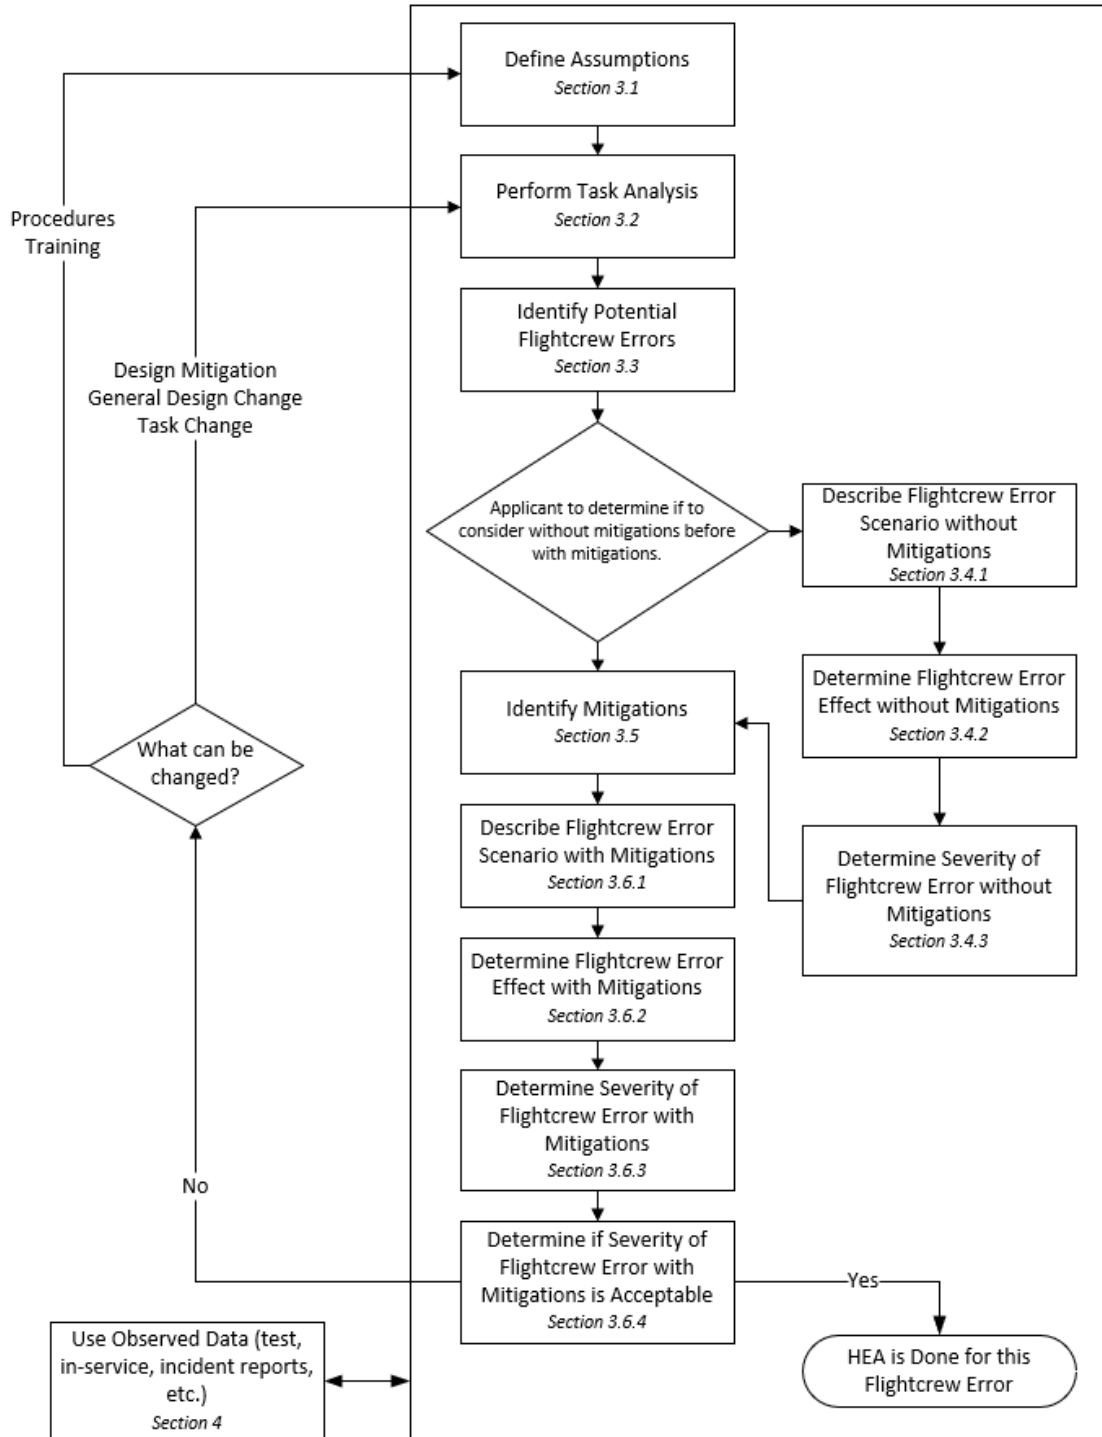 Define Assumptions
Section 3.1
Perform Task Analysis
Section 3.2
Procedures
Training
Identify Potential
Flightcrew Errors
Section 3.3
Design Mitigation
General Design Change
Task Change
Applicant to determine if to
consider without mitigations before
with mitigations.
Describe Flightcrew Error
Scenario without
Mitigations
Section 3.4.1
Determine Flightcrew Error
Effect without Mitigations
Section 3.4.2
Identify Mitigations
Section 3.5
What can be
changed?
Describe Flightcrew Error
Scenario with Mitigations
Section 3.6.1
Determine Severity of
Flightcrew Error without
Mitigations
Section 3.4.3
Determine Flightcrew Error
Effect with Mitigations
Section 3.6.2
Determine Severity of
Flightcrew Error with
Mitigations
Section 3.6.3
No
Determine if Severity of
Flightcrew Error with
Mitigations is Acceptable
Section 3.6.4
Yes
Use Observed Data (test,
in-service, incident reports,
etc.)
Section 4
HEA is Done for this
Flightcrew Error